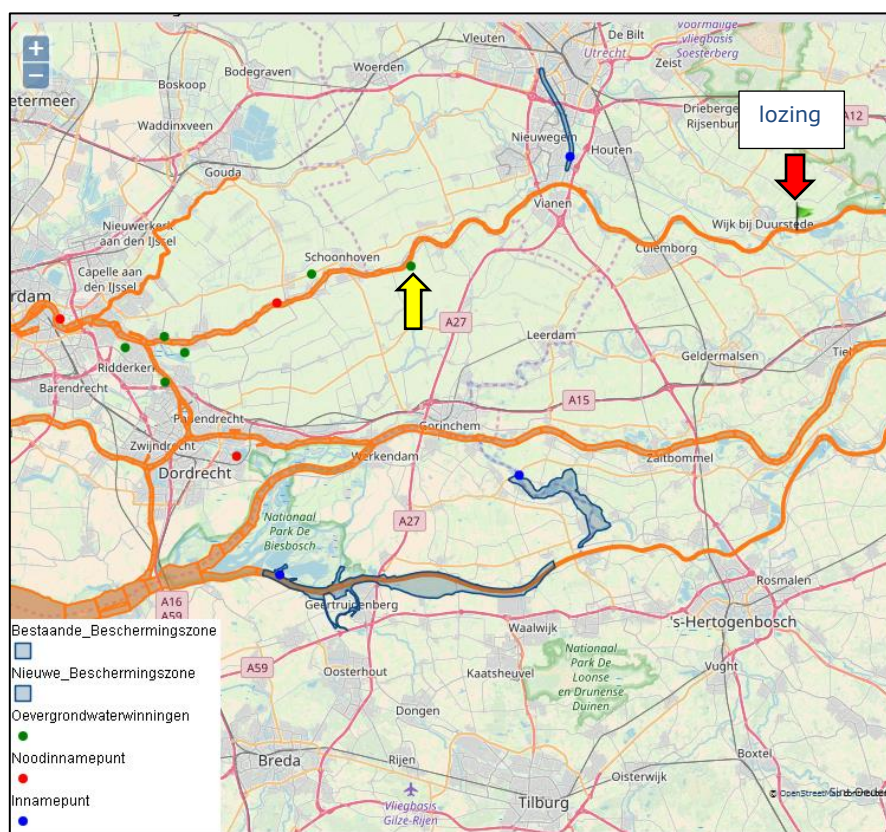 +
−
Vleuten
De Bilt
Voormalige
vliegbasis
Soesterberg
Utrecht
Zeist
Woerden
Bodegraven
Boskoop
etermeer
Waddinxveen
lozing
A12
Drieberge
Rijsenbur
Nieuwegein
Houten
Gouda
Vianen
Nieuwerkerk
aan den IJssel
Wijk bij Duurstede
Culemborg
Schoonhoven
Capelle aan
den IJssel
rdam
A27
Leerdam
Ridderkerk
Geldermalsen
Tiel
Barendrecht
A15
Papendrecht
Gorinchem
Zwijndrecht
Werkendam
Zaltbommel
Dordrecht
Nationaal
Park De
Biesbosch
A27
Rosmalen
A16
A59
Geertruidenberg
Waalwijk
's-Hertogenbosch
Bestaande_Beschermingszone
Nieuwe_Beschermingszone
Oevergrondwaterwinningen
Noodinnamepunt
Innamepunt
A59
Oosterhout
Kaatsheuvel
Nationaal
Park De
Loonse
en Drunense
Duinen
Vught
Dongen
Boxtel
Breda
Rijen
Oisterwijk
Vliegbasis
Gilze-Rijen
Tilburg